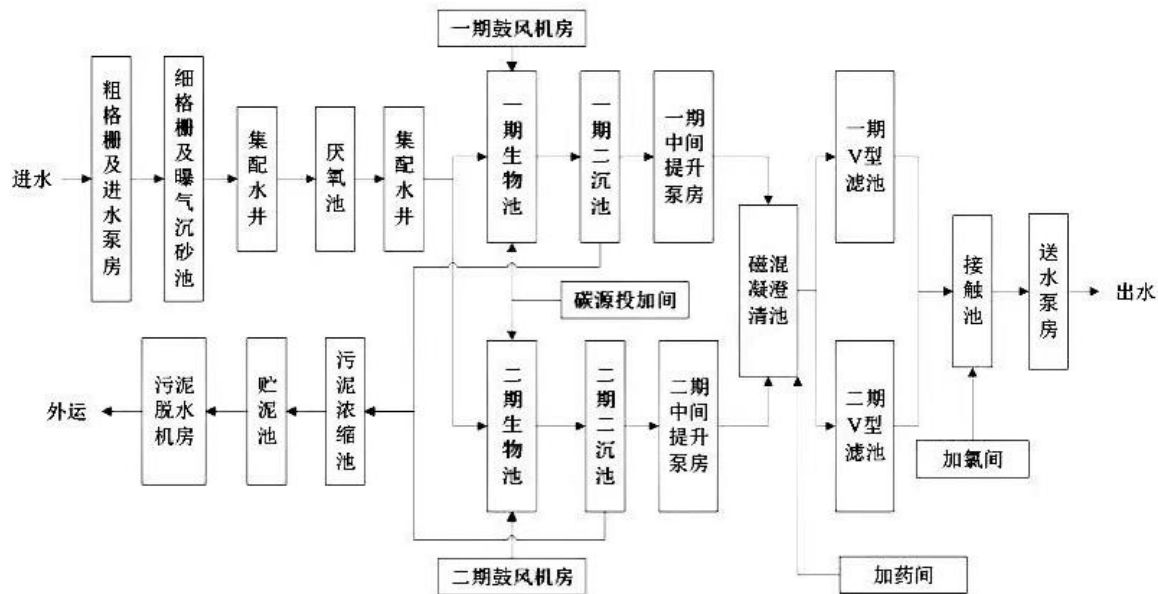 一期鼓风机房
进水
粗格栅及进水泵房
细格栅及曝气沉砂池
集配水井
厌氧池
集配水井
一期生物池
一期二沉池
一期
中间
提升
泵房
碳源投加间
磁混
凝澄
清池
一期
V型
滤池
接触池
送水泵房
出水
外运
污泥
脱水
机房
贮泥池
污泥浓缩池
二期生物池
二期二沉池
二期
中间
提升
泵房
二期
V型
滤池
加氯间
二期鼓风机房
加药间